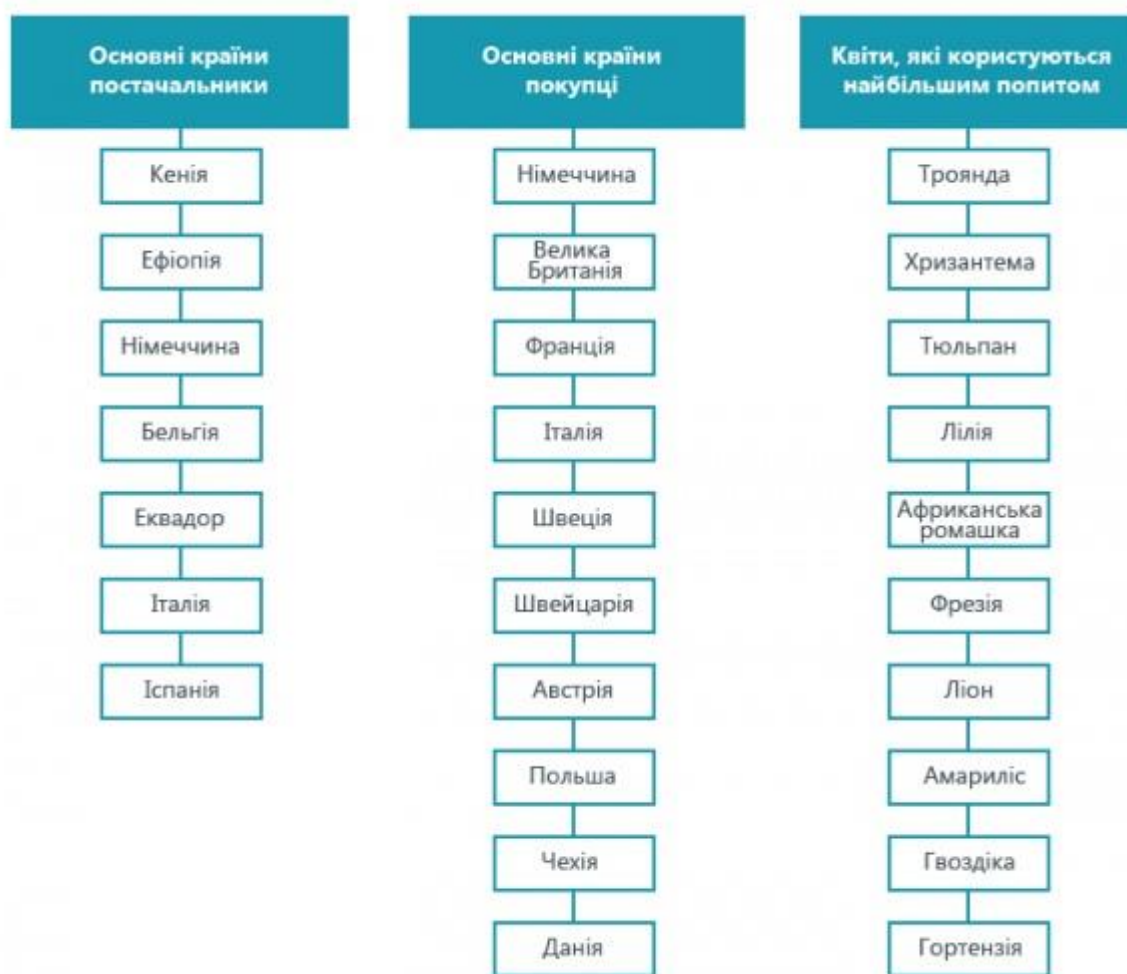 Основні країни
постачальники
Кенія
Ефіопія
Німеччина
Бельгія
Еквадор
Італія
Іспанія
Основні країни
покупці
Німеччина
Велика
Британія
Франція
Італія
Швеція
Швейцарія
Австрія
Польша
Чехія
Данія
Квіти, які користуються
найбільшим попитом
Троянда
Хризантема
Тюльпан
Лілія
Африканська
ромашка
Фрезія
Ліон
Амариліс
Гвоздіка
Гортензія